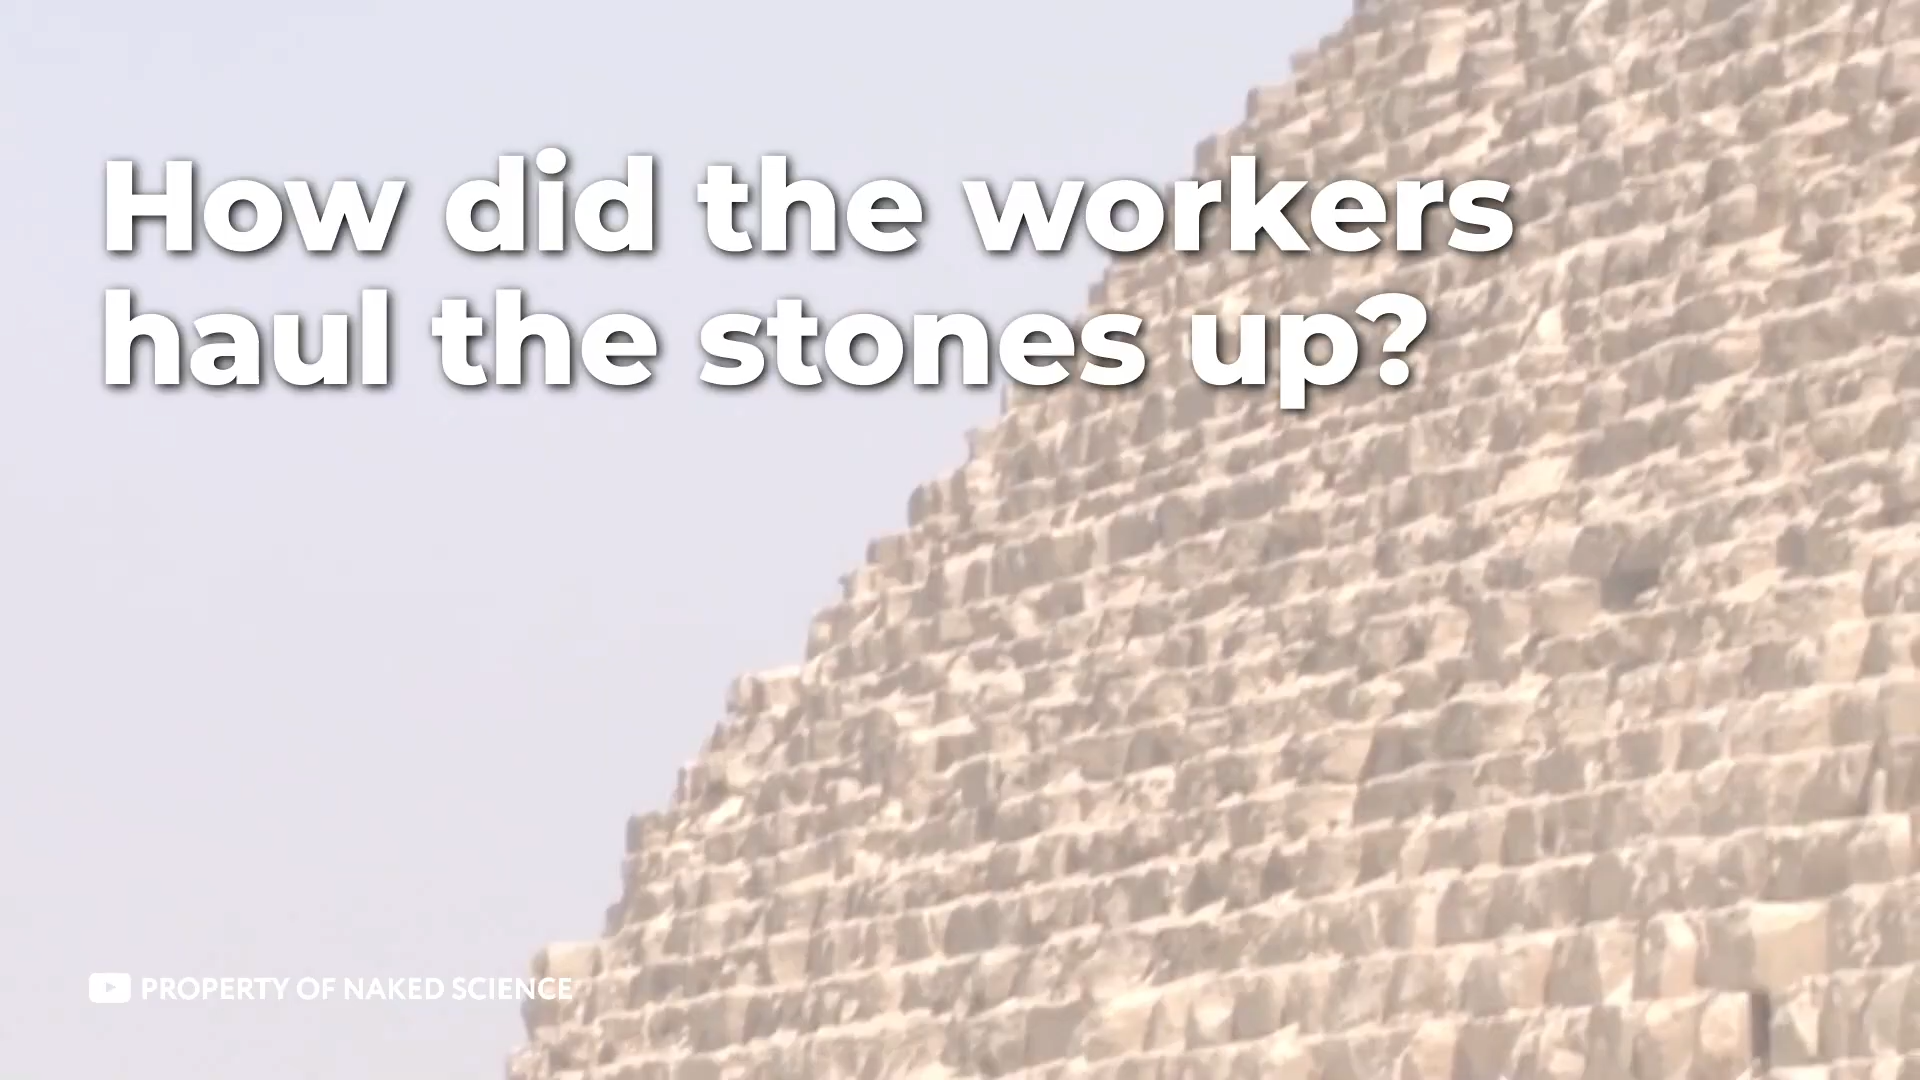 How did the workers
haul the stones up?
PROPERTY OF NAKED SCIENCE